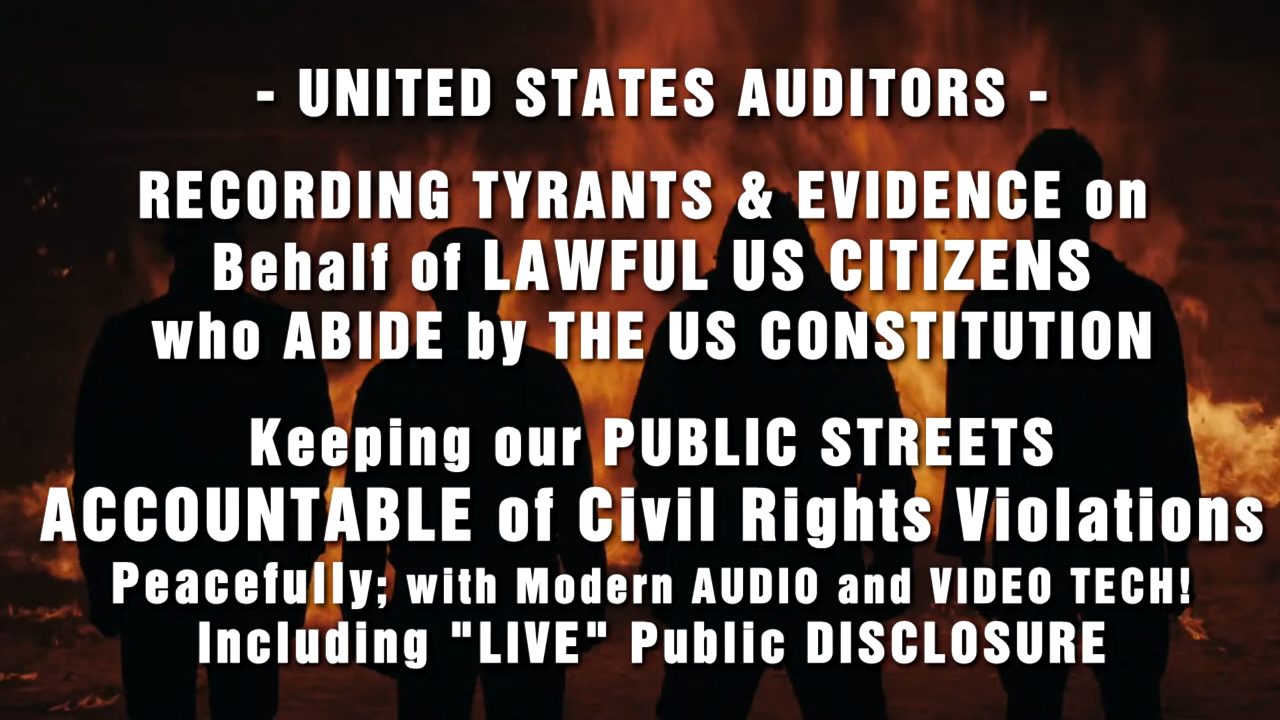 - UNITED STATES AUDITORS -
RECORDING TYRANTS & EVIDENCE on
Behalf of LAWFUL US CITIZENS
who ABIDE by THE US CONSTITUTION
Keeping our PUBLIC STREETS
ACCOUNTABLE of Civil Rights Violations
Peacefully; with Modern AUDIO and VIDEO TECH!
Including "LIVE" Public DISCLOSURE